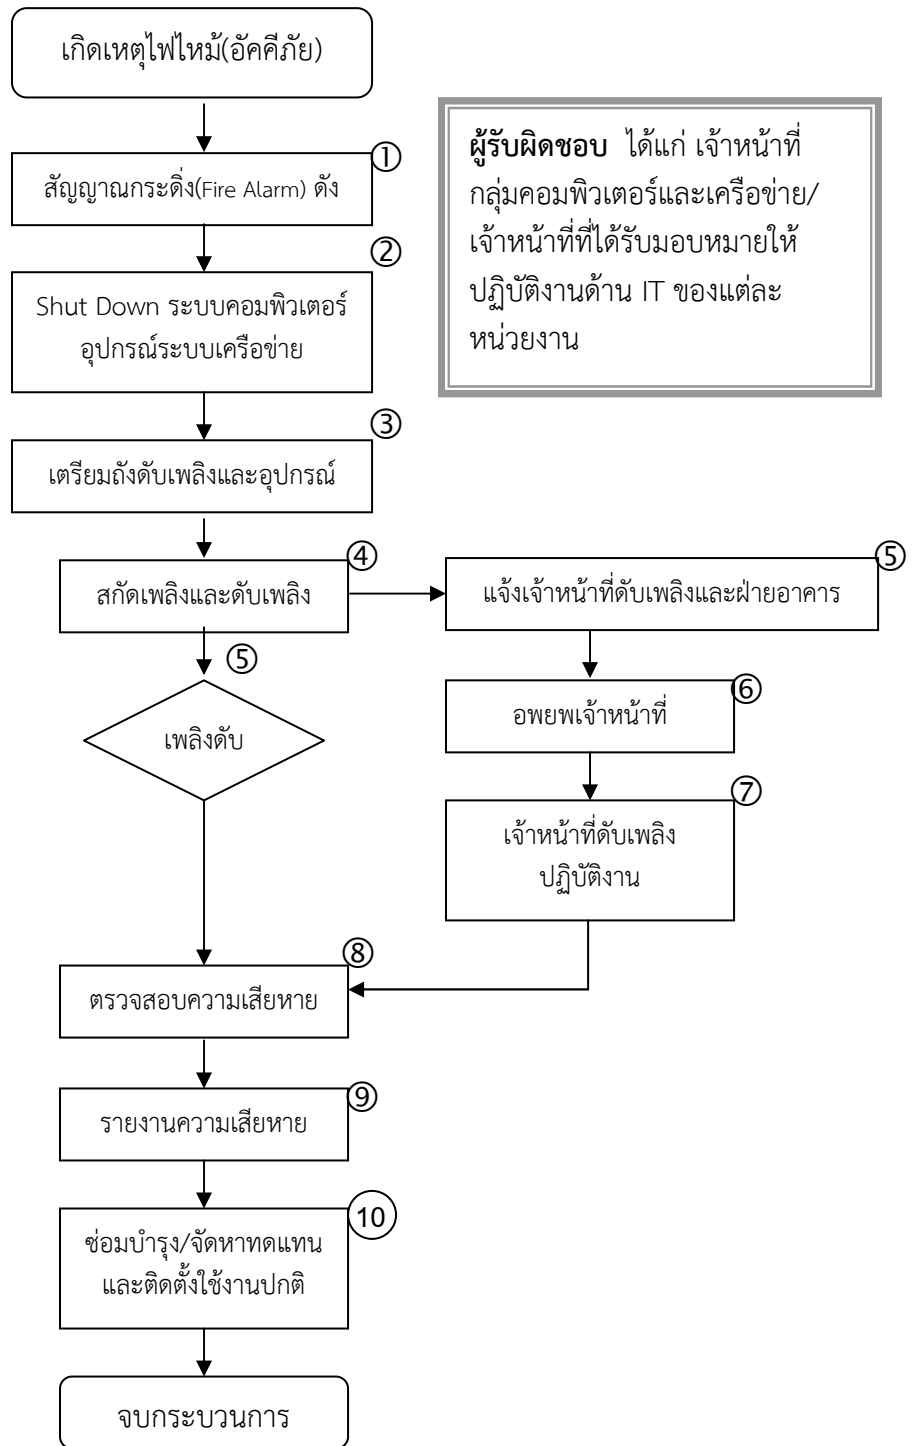 เกิดเหตุไฟไหม้(อัคคีภัย)
①
สัญญาณกระดิ่ง(Fire Alarm) ดัง
ผู้รับผิดชอบ ได้แก่ เจ้าหน้าที่
กลุ่มคอมพิวเตอร์และเครือข่าย/
เจ้าหน้าที่ที่ได้รับมอบหมายให้
ปฏิบัติงานด้าน IT ของแต่ละ
หน่วยงาน
②
Shut Down ระบบคอมพิวเตอร์
อุปกรณ์ระบบเครือข่าย
③
เตรียมถังดับเพลิงและอุปกรณ์
④
สกัดเพลิงและดับเพลิง
⑤
แจ้งเจ้าหน้าที่ดับเพลิงและฝ่ายอาคาร
⑤
เพลิงดับ
⑥
อพยพเจ้าหน้าที่
⑦
เจ้าหน้าที่ดับเพลิง
ปฏิบัติงาน
⑧
ตรวจสอบความเสียหาย
⑨
รายงานความเสียหาย
10
ซ่อมบำรุง/จัดหาทดแทน
และติดตั้งใช้งานปกติ
จบกระบวนการ